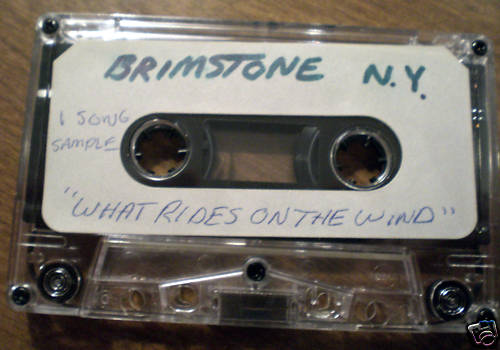 BRIMSTONE N.Y.
1 SONG
SAMPLE
"WHAT RIDES ON THE WIND"